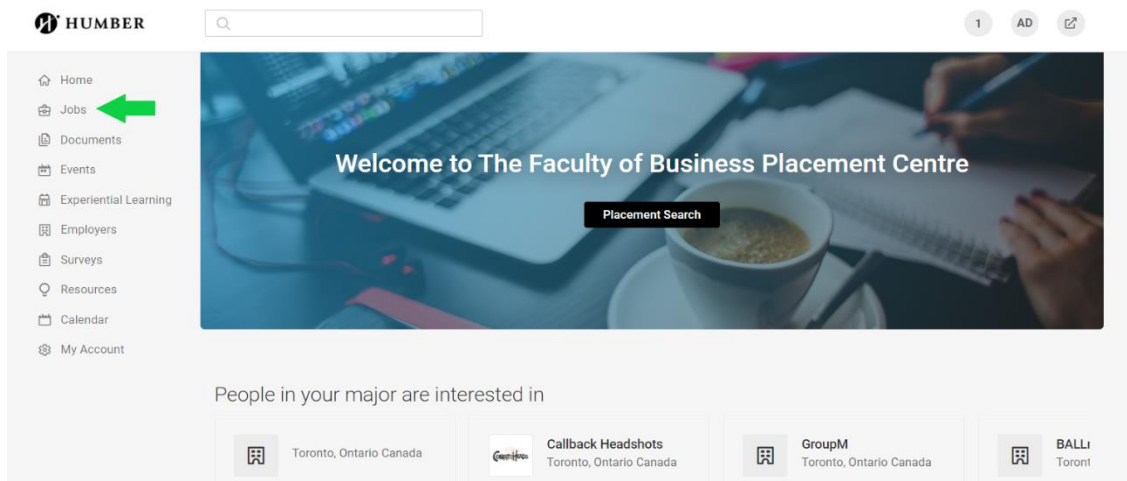 HUMBER
1 AD
Home
Jobs
Documents
Events
Experiential Learning
Employers
Surveys
Resources
Calendar
My Account
Welcome to The Faculty of Business Placement Centre
Placement Search
People in your major are interested in
Toronto, Ontario Canada
Callback Headshots
Toronto, Ontario Canada
GroupM
Toronto, Ontario Canada